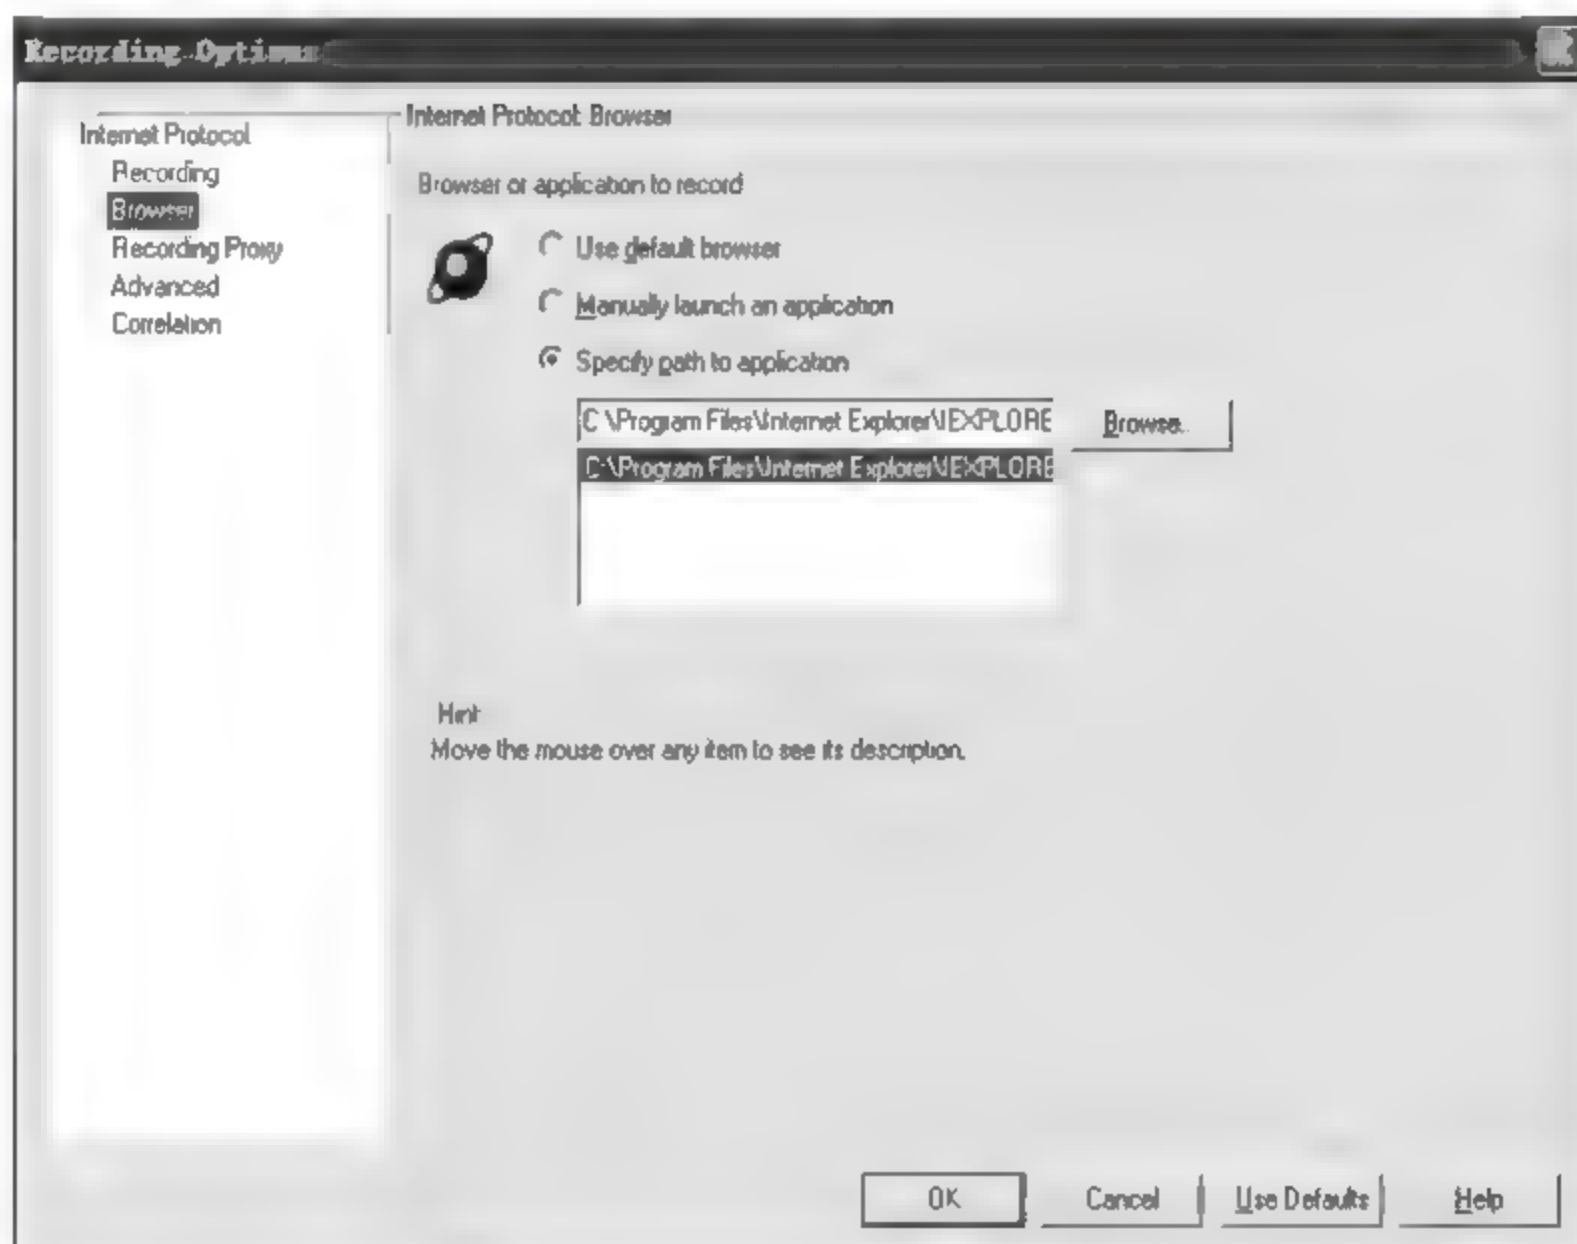 Recording Options
Internet Protocol
Recording
Browser
Recording Proxy
Advanced
Correlation
Internet Protocol: Browser
Browser or application to record
Use default browser
Manually launch an application
Specify path to application
C:\Program Files\Internet Explorer\IEXPLORE
Browse..
C:\Program Files\Internet Explorer\IEXPLORE
Hint
Move the mouse over any item to see its description.
OK
Cancel
Use Defaults
Help